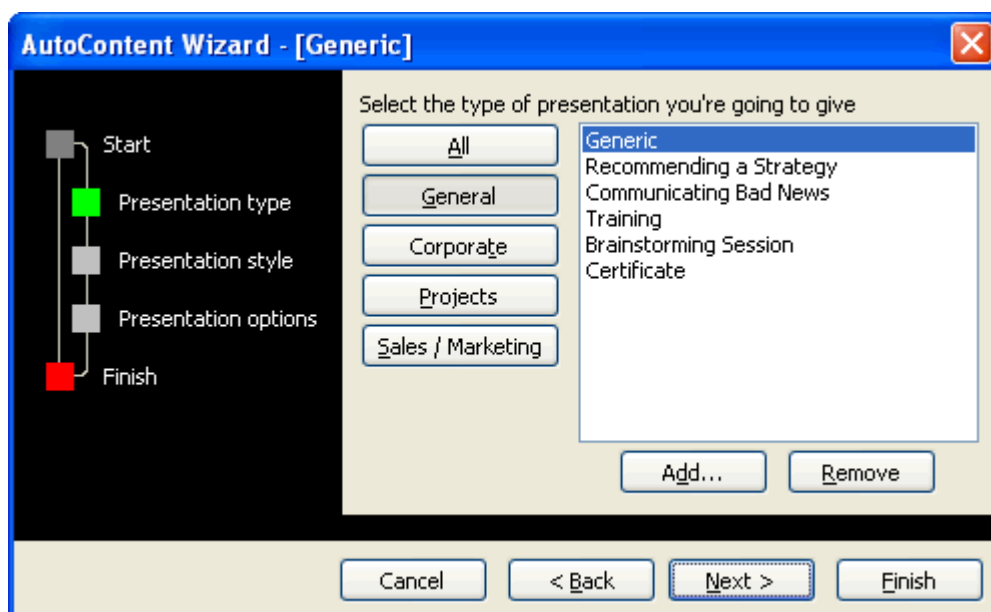 AutoContent Wizard - [Generic]
Start
Presentation type
Presentation style
Presentation options
Finish
Select the type of presentation you're going to give
All
General
Corporate
Projects
Sales / Marketing
Generic
Recommending a Strategy
Communicating Bad News
Training
Brainstorming Session
Certificate
Add...
Remove
Cancel
< Back
Next >
Finish